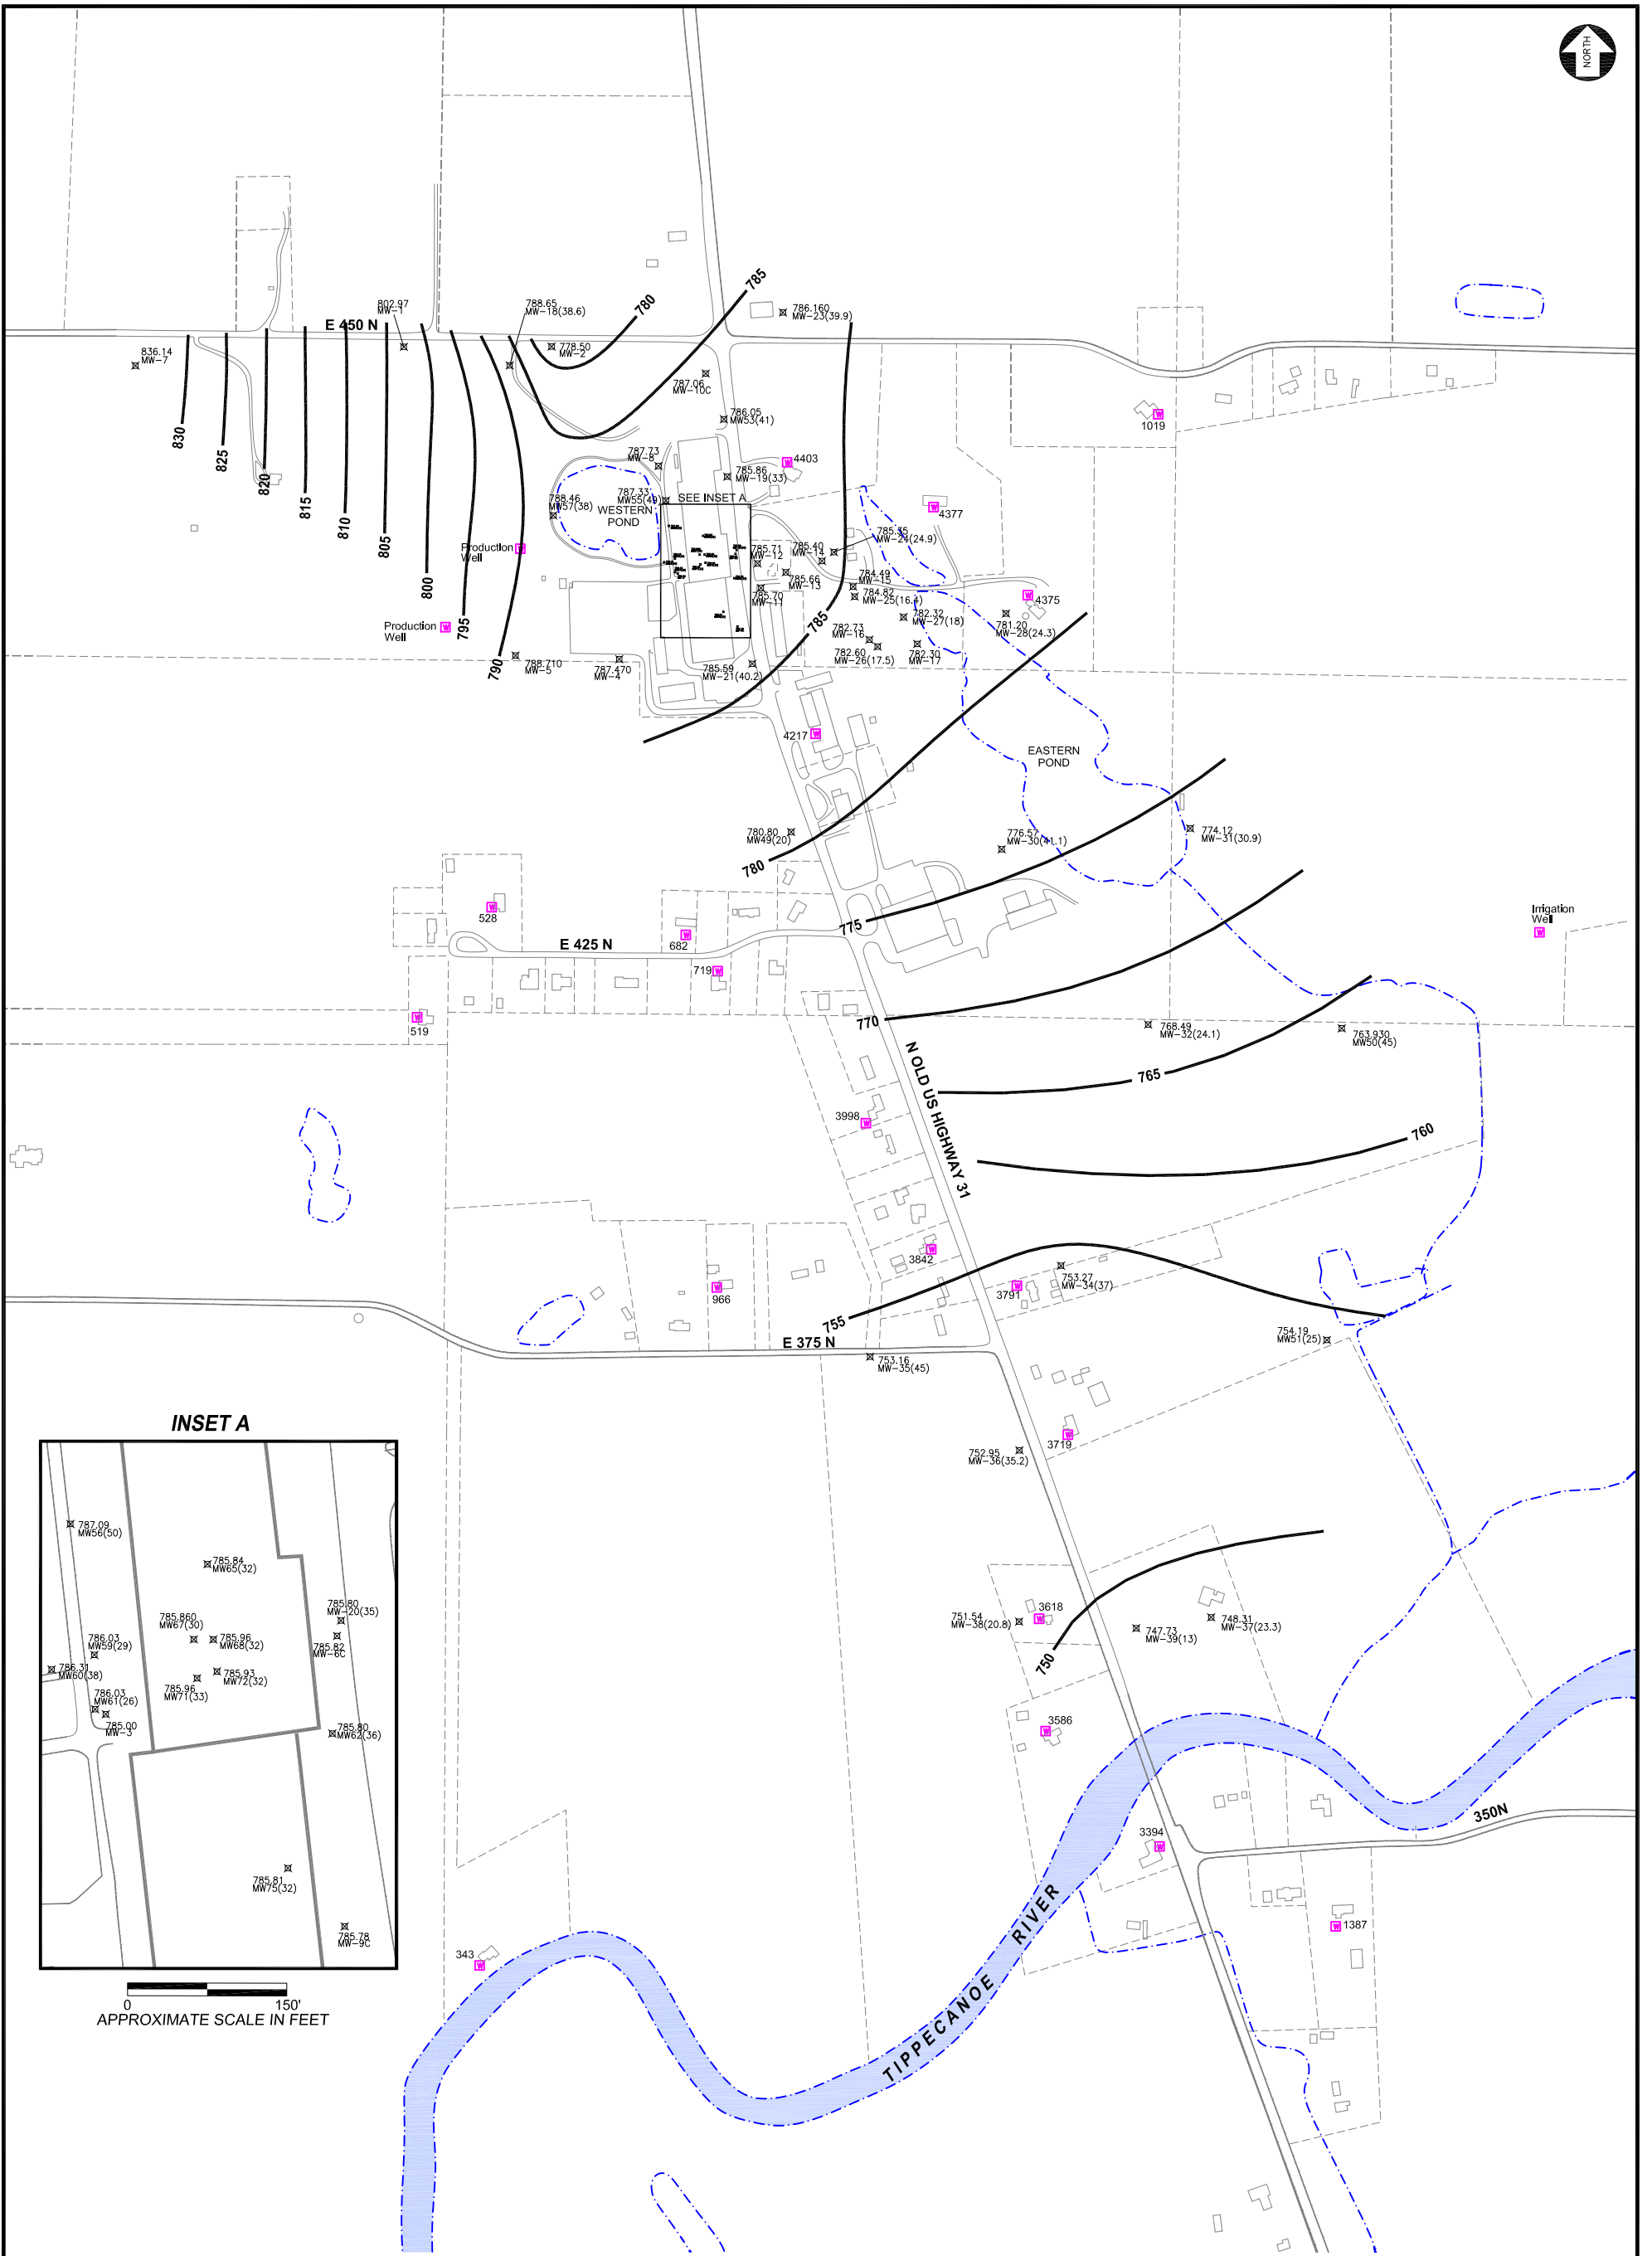 NORTH
785
780
786.160
MW-23(39.9)
802.97
MW-1
788.65
MW-18(38.6)
E 450 N
836.14
MW-7
778.50
MW-2
787.06
MW-10C
786.05
MW53(41)
1019
830
825
820
815
810
805
800
795
790
787.73
MW-8
4403
785.86
MW-19(33)
787.33
MW55(49)
SEE INSET A
788.46
MW57(38)
WESTERN
POND
4377
Production
Well
785.71
MW-12
785.40
MW-14
785.35
MW-24(24.9)
785.66
MW-13
784.49
MW-15
785.70
MW-11
784.82
MW-25(16.4)
4375
Production
Well
785
782.32
MW-27(18)
781.20
MW-28(24.3)
782.73
MW-16
782.60
MW-26(17.5)
782.30
MW-17
788.710
MW-5
787.470
MW-4
785.59
MW-21(40.2)
4217
EASTERN
POND
780.80
MW49(20)
780
776.57
MW-30(41.1)
774.12
MW-31(30.9)
528
682
E 425 N
775
Irrigation
Well
719
519
770
768.49
MW-32(24.1)
763.930
MW50(45)
N OLD US HIGHWAY 31
765
3998
760
3842
753.27
MW-34(37)
3791
966
755
E 375 N
754.19
MW51(25)
753.16
MW-35(45)
3719
752.95
MW-36(35.2)
INSET A
787.09
MW56(50)
785.84
MW65(32)
785.80
MW-20(35)
785.860
MW67(30)
785.96
MW68(32)
785.82
MW-6C
786.03
MW59(29)
786.31
MW60(38)
785.93
MW72(32)
785.96
MW71(33)
786.03
MW61(26)
785.00
MW-3
785.80
MW62(36)
785.81
MW75(32)
785.78
MW-9C
0
150'
APPROXIMATE SCALE IN FEET
3618
751.54
MW-38(20.8)
747.73
MW-39(13)
748.31
MW-37(23.3)
750
3586
350N
3394
1387
343
TIPPECANOE RIVER